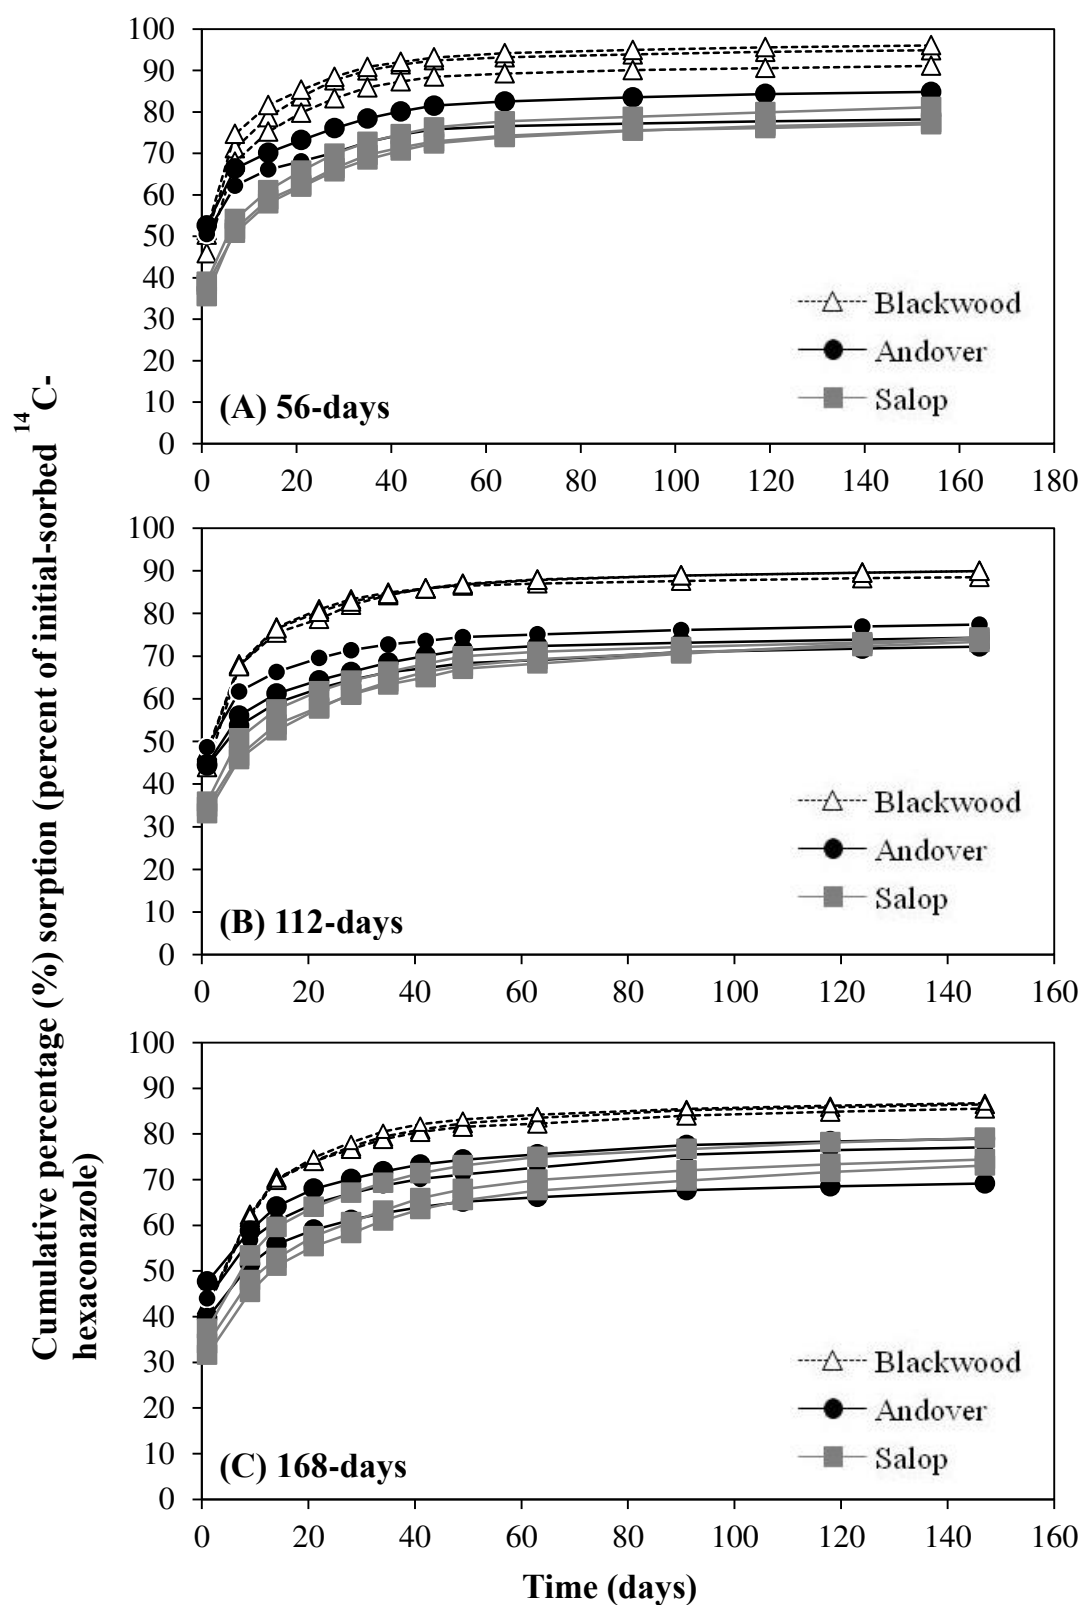 Cumulative percentage (%) sorption (percent of initial-sorbed 14C-
hexaconazole)
100
90
80
70
60
50
40
30
20
10
0
Blackwood
Andover
Salop
(A) 56-days
0 20 40 60 80 100 120 140 160 180
100
90
80
70
60
50
40
30
20
10
0
Blackwood
Andover
Salop
(B) 112-days
0 20 40 60 80 100 120 140 160
100
90
80
70
60
50
40
30
20
10
0
Blackwood
Andover
Salop
(C) 168-days
0 20 40 60 80 100 120 140 160
Time (days)